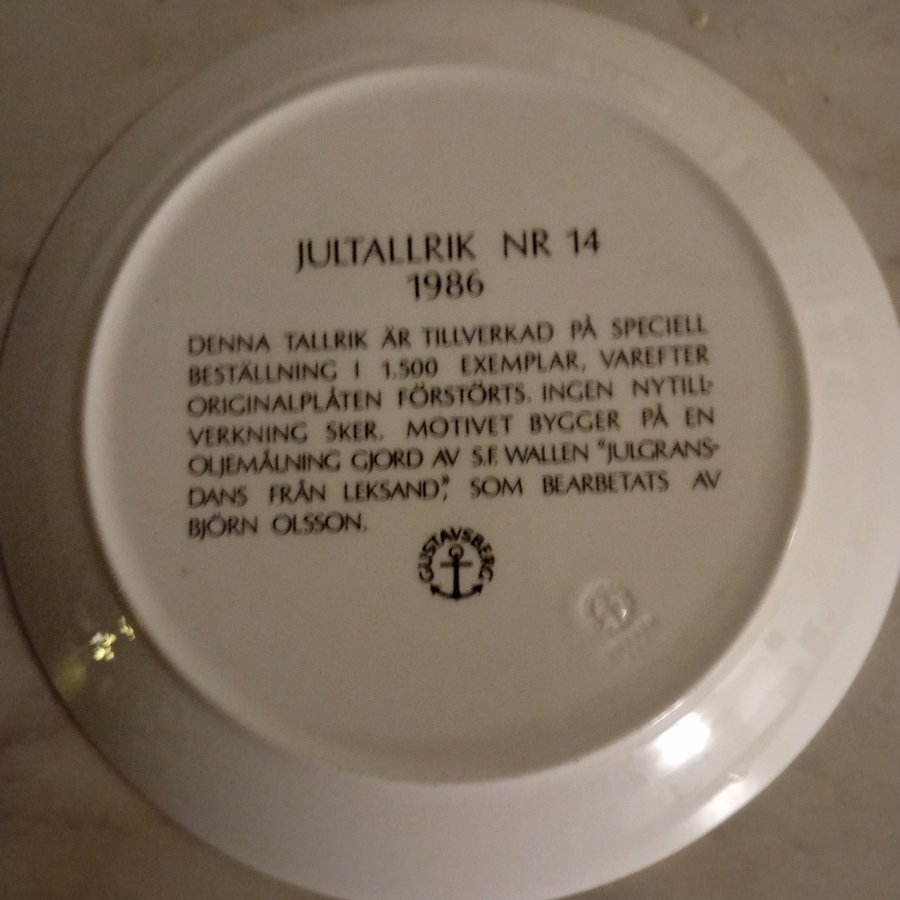 JULTALLRIK NR 14
1986
DENNA TALLRIK ÄR TILLVERKAD PÅ SPECIELL
BESTÄLLNING I 1.500 EXEMPLAR, VAREFTER
ORIGINALPLÅTEN FÖRSTÖRTS. INGEN NYTILL-
VERKNING SKER. MOTIVET BYGGER PÅ EN
OLJEMÅLNING GJORD AV S.F. WALLEN "JULGRANS-
DANS FRÅN LEKSAND", SOM BEARBETATS AV
BJÖRN OLSSON.
GUSTAVSBERG